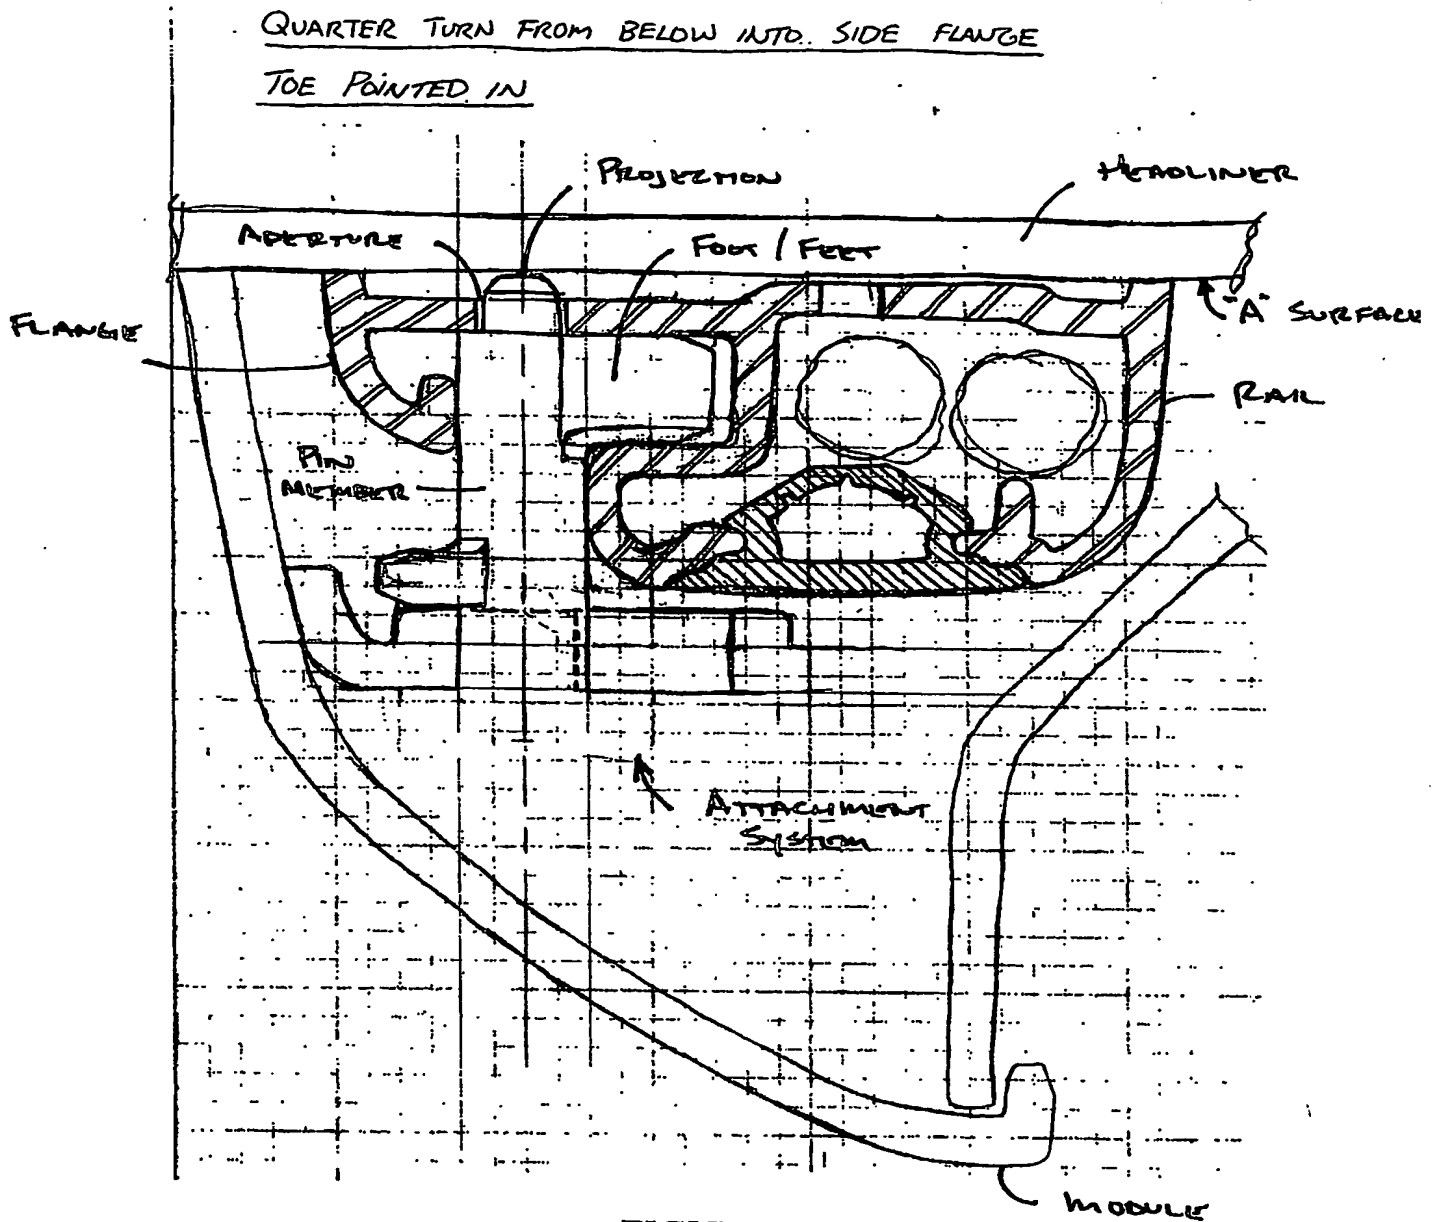 QUARTER TURN FROM BELOW INTO SIDE FLANGE
TOE POINTED IN
PROJECTION
HEADLINER
APERTURE
FOOT / FEET
"A" SURFACE
FLANGE
RAIL
PIN
MEMBER
ATTACHMENT
SYSTEM
MODULE